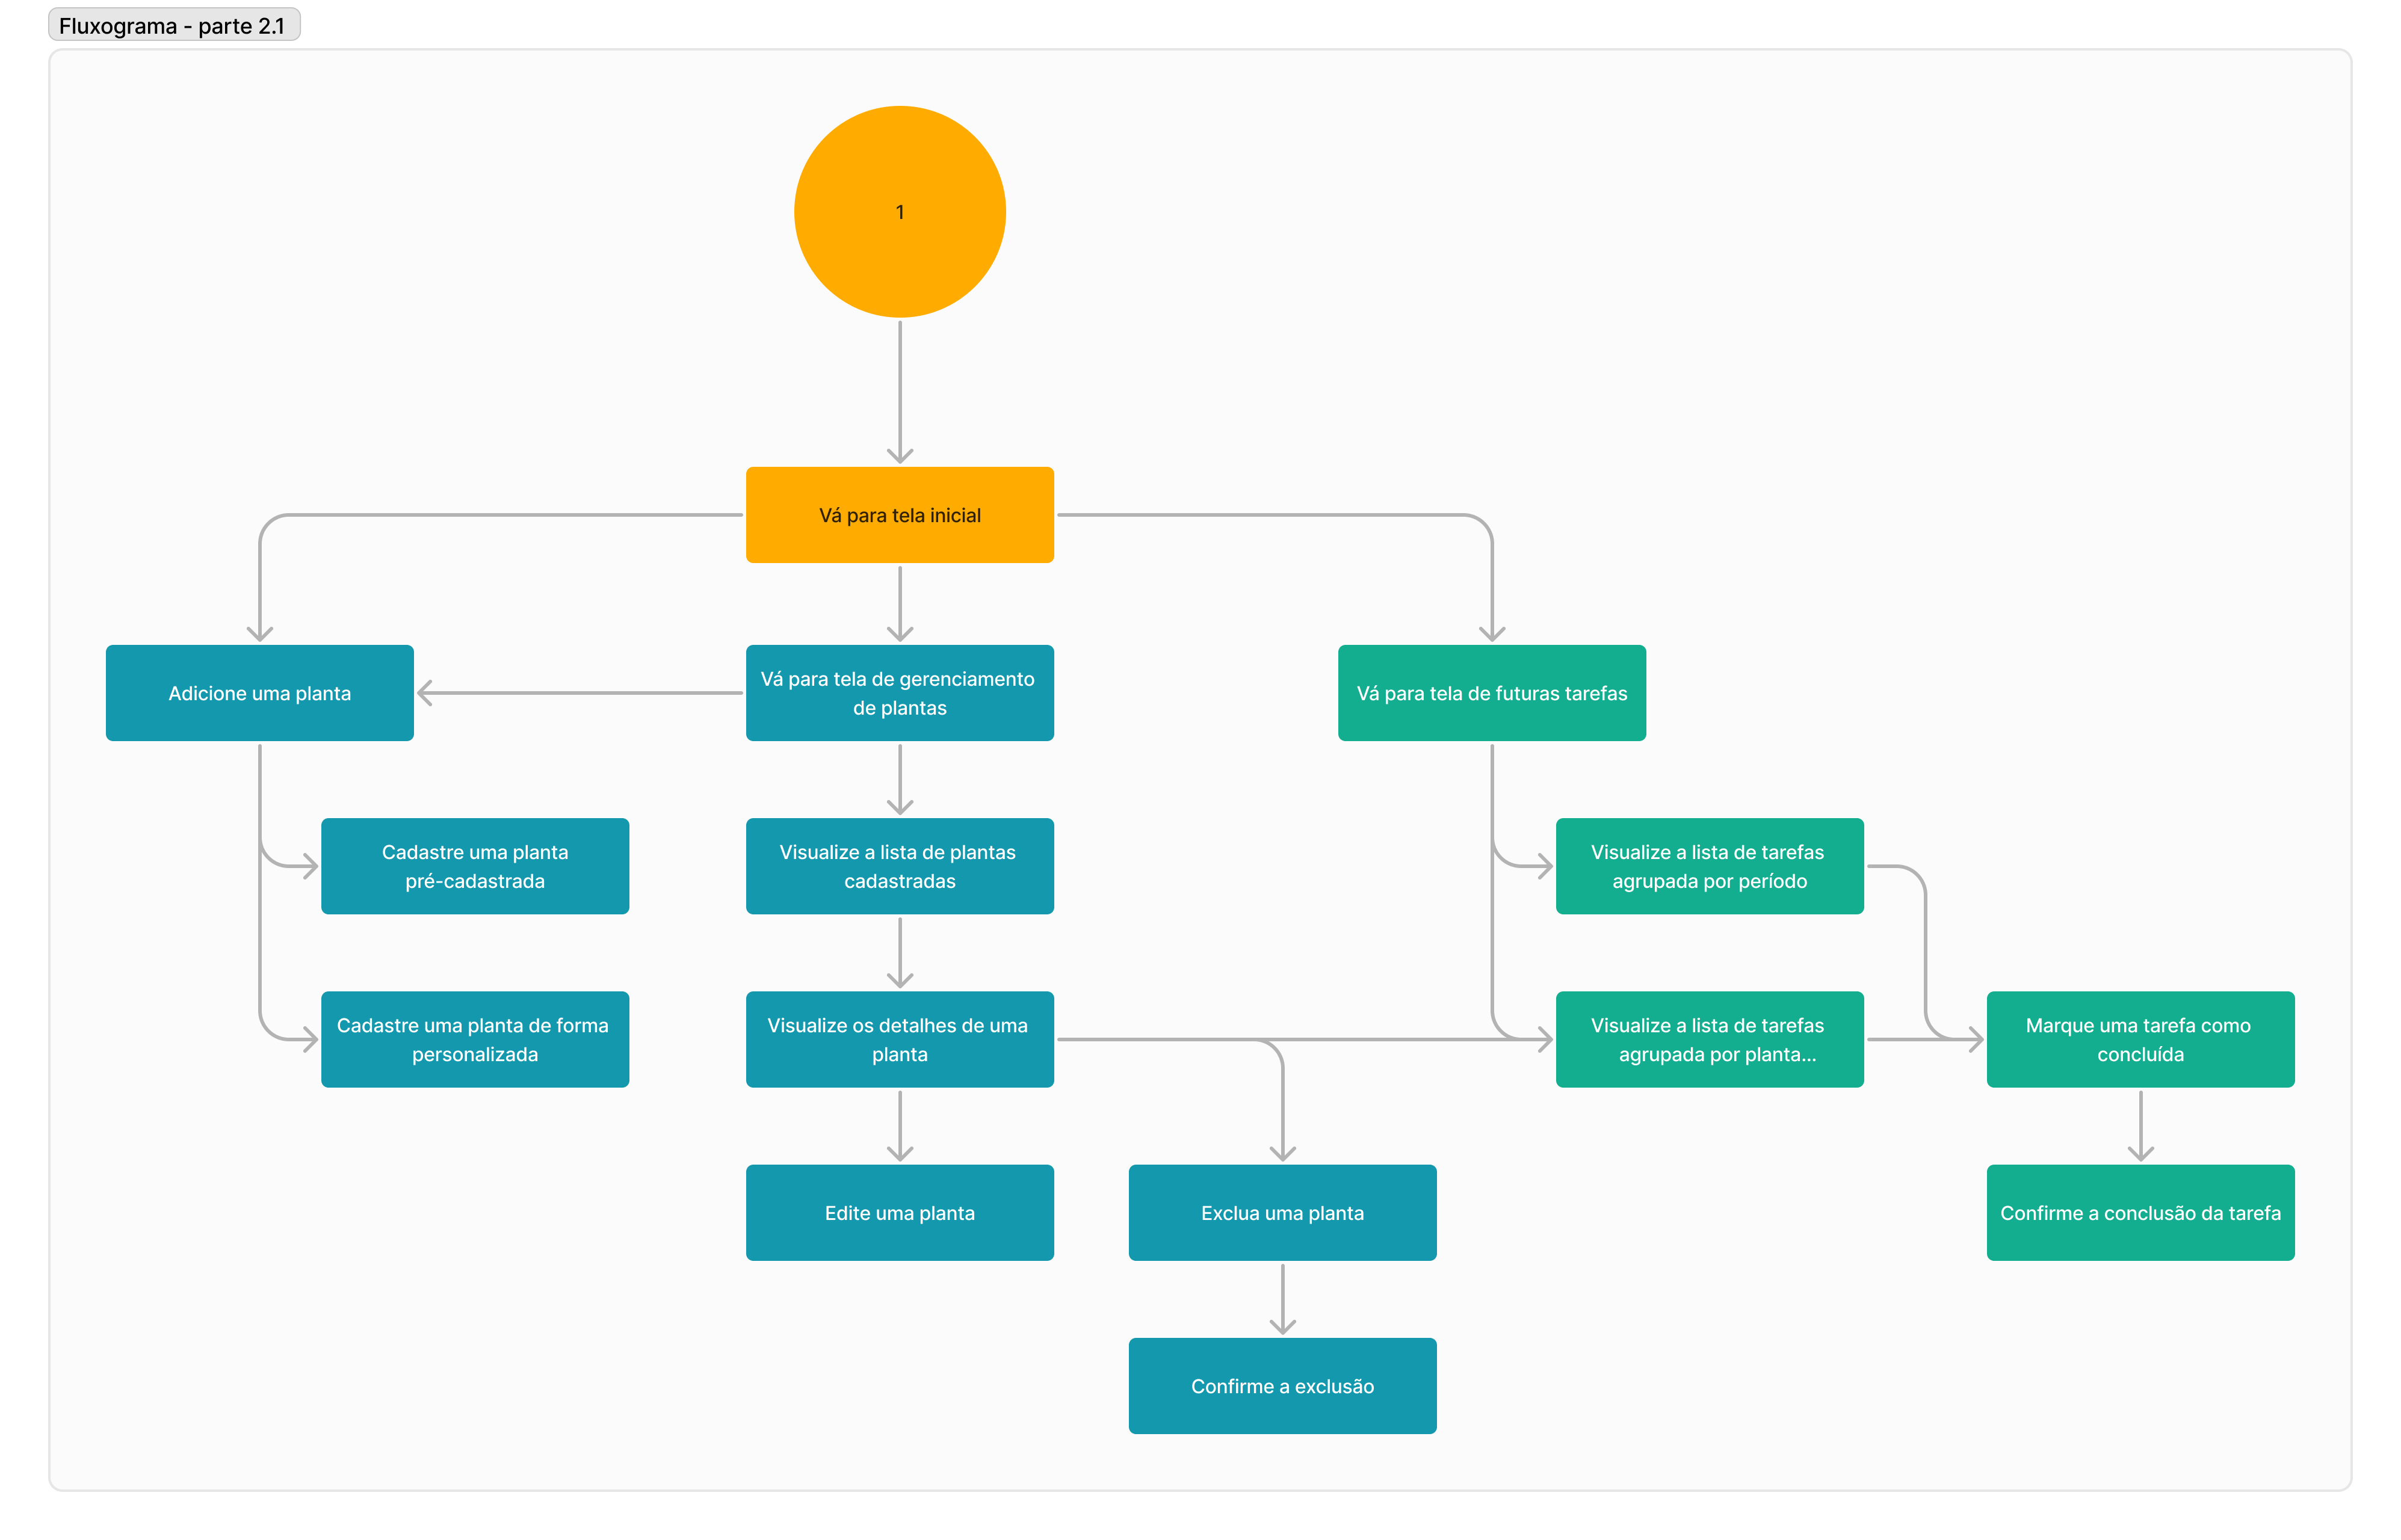 Fluxograma - parte 2.1
1
Vá para tela inicial
Adicione uma planta
Vá para tela de gerenciamento
de plantas
Vá para tela de futuras tarefas
Cadastre uma planta
pré-cadastrada
Visualize a lista de plantas
cadastradas
Visualize a lista de tarefas
agrupada por período
Cadastre uma planta de forma
personalizada
Visualize os detalhes de uma
planta
Visualize a lista de tarefas
agrupada por planta...
Marque uma tarefa como
concluída
Edite uma planta
Exclua uma planta
Confirme a conclusão da tarefa
Confirme a exclusão